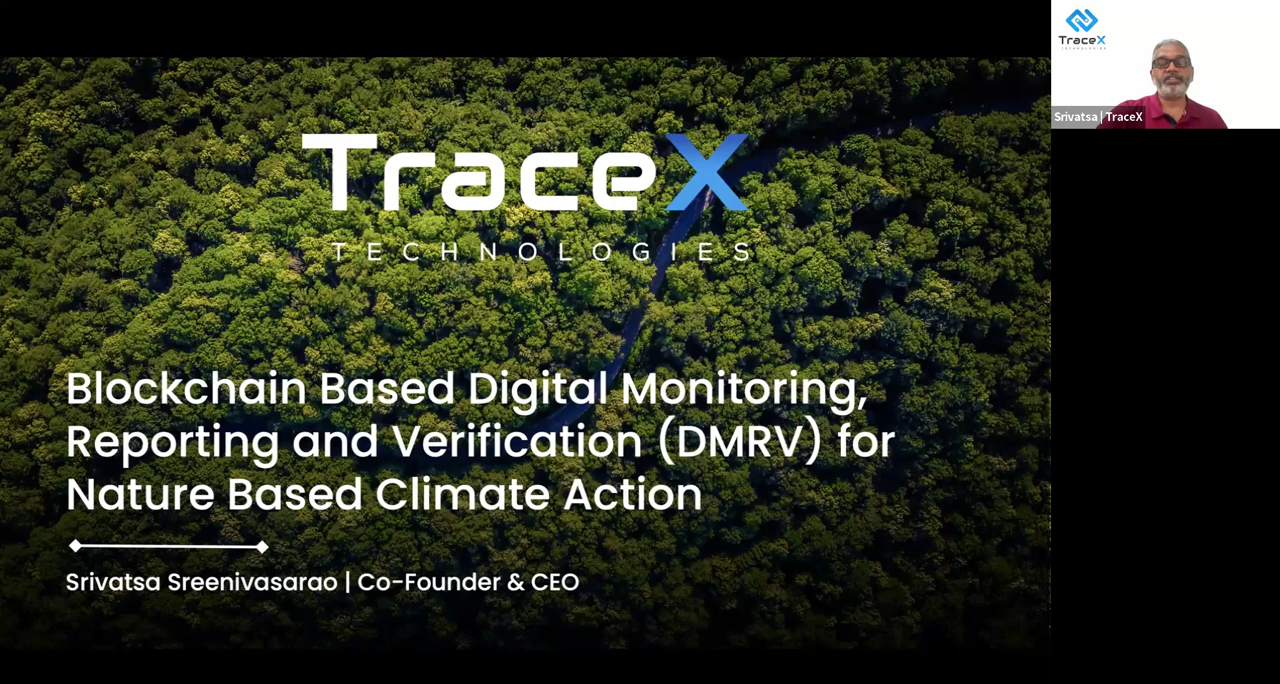 TraceX
TECHNOLOGIES
Blockchain Based Digital Monitoring,
Reporting and Verification (DMRV) for
Nature Based Climate Action
Srivatsa Sreenivasarao | Co-Founder & CEO
TraceX
TECHNOLOGIES
Srivatsa | TraceX